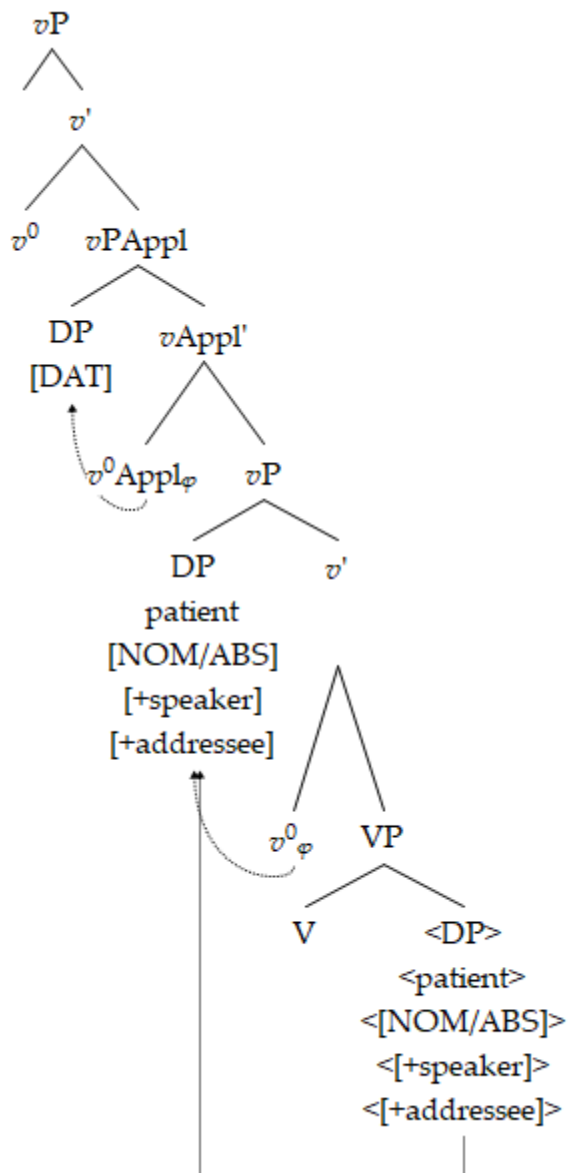 vP
v'
v⁰ vPAppl
DP vAppl'
[DAT]
v⁰Applφ vP
DP v'
patient
[NOM/ABS]
[+speaker]
[+addressee]
v⁰φ VP
V <DP>
<patient>
<[NOM/ABS]>
<[+speaker]>
<[+addressee]>